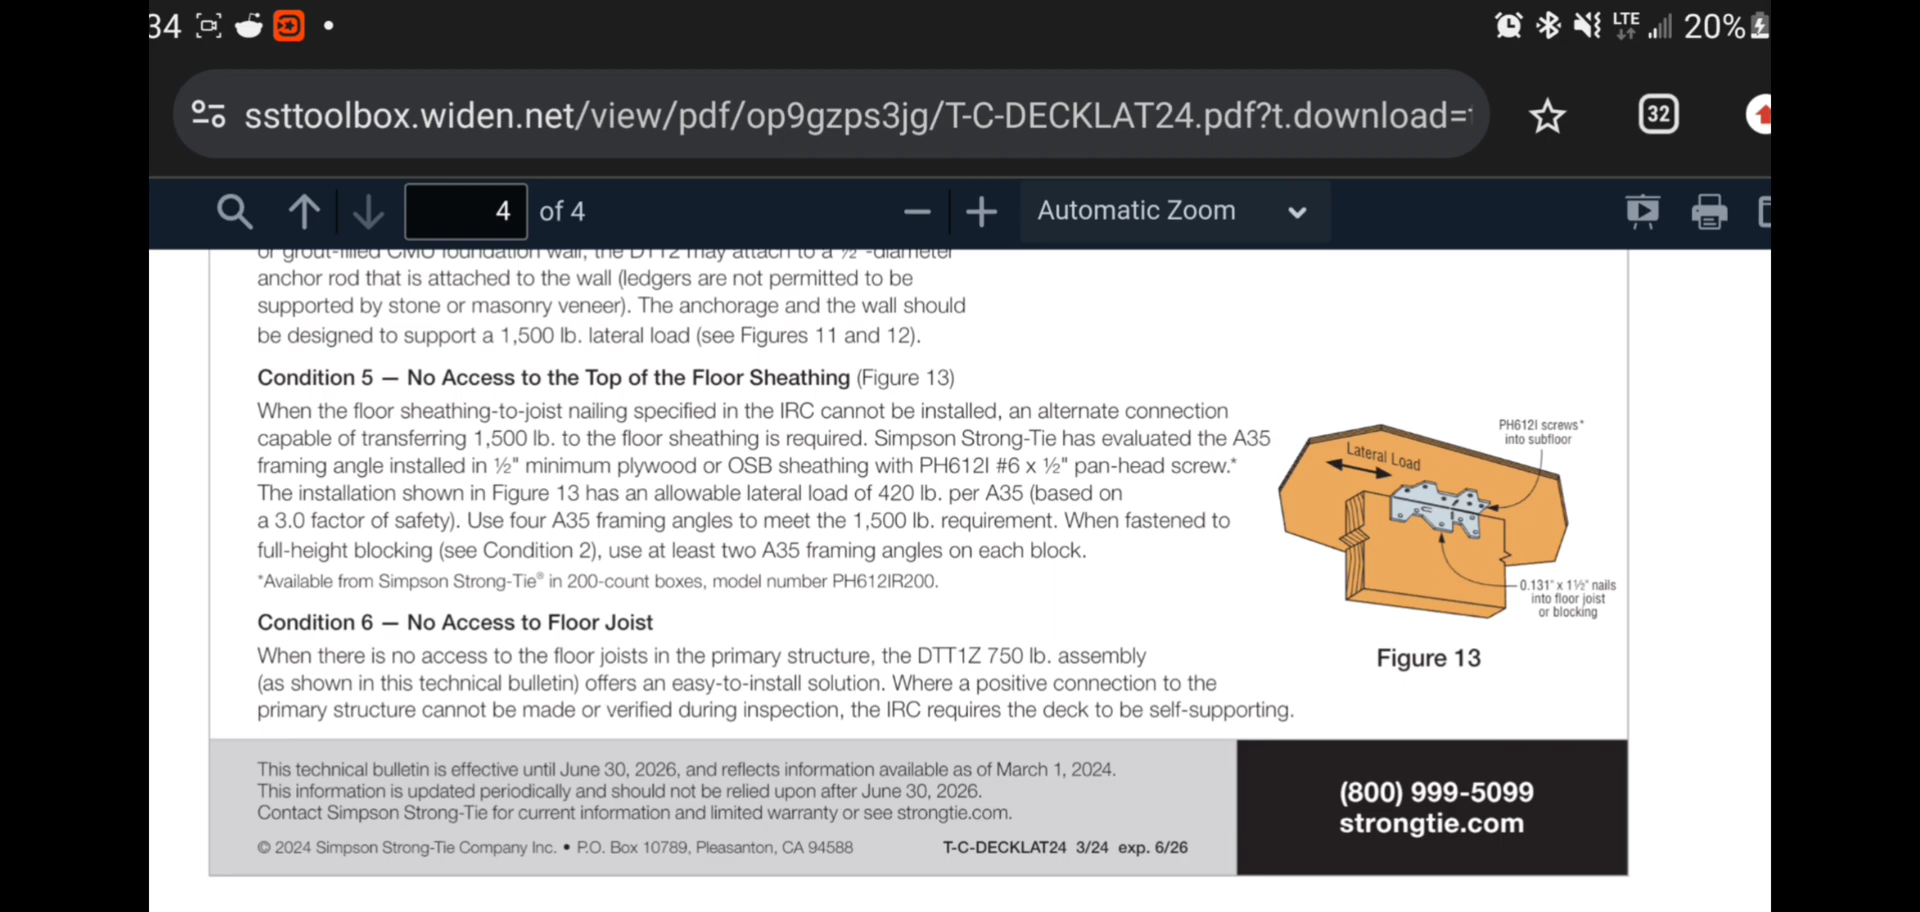 34
LTE
20%
ssttoolbox.widen.net/view/pdf/op9gzps3jg/T-C-DECKLAT24.pdf?t.download=
32
4 of 4
Automatic Zoom
or grout-filled CMU foundation wall, the DTT2 may attach to a ½"-diameter
anchor rod that is attached to the wall (ledgers are not permitted to be
supported by stone or masonry veneer). The anchorage and the wall should
be designed to support a 1,500 lb. lateral load (see Figures 11 and 12).
Condition 5 — No Access to the Top of the Floor Sheathing (Figure 13)
When the floor sheathing-to-joist nailing specified in the IRC cannot be installed, an alternate connection
capable of transferring 1,500 lb. to the floor sheathing is required. Simpson Strong-Tie has evaluated the A35
framing angle installed in ½" minimum plywood or OSB sheathing with PH612I #6 x ½" pan-head screw.*
The installation shown in Figure 13 has an allowable lateral load of 420 lb. per A35 (based on
a 3.0 factor of safety). Use four A35 framing angles to meet the 1,500 lb. requirement. When fastened to
full-height blocking (see Condition 2), use at least two A35 framing angles on each block.
*Available from Simpson Strong-Tie® in 200-count boxes, model number PH612IR200.
PH612I screws*
into subfloor
Lateral Load
0.131" x 1½" nails
into floor joist
or blocking
Figure 13
Condition 6 — No Access to Floor Joist
When there is no access to the floor joists in the primary structure, the DTT1Z 750 lb. assembly
(as shown in this technical bulletin) offers an easy-to-install solution. Where a positive connection to the
primary structure cannot be made or verified during inspection, the IRC requires the deck to be self-supporting.
This technical bulletin is effective until June 30, 2026, and reflects information available as of March 1, 2024.
This information is updated periodically and should not be relied upon after June 30, 2026.
Contact Simpson Strong-Tie for current information and limited warranty or see strongtie.com.
© 2024 Simpson Strong-Tie Company Inc. • P.O. Box 10789, Pleasanton, CA 94588
T-C-DECKLAT24 3/24 exp. 6/26
(800) 999-5099
strongtie.com